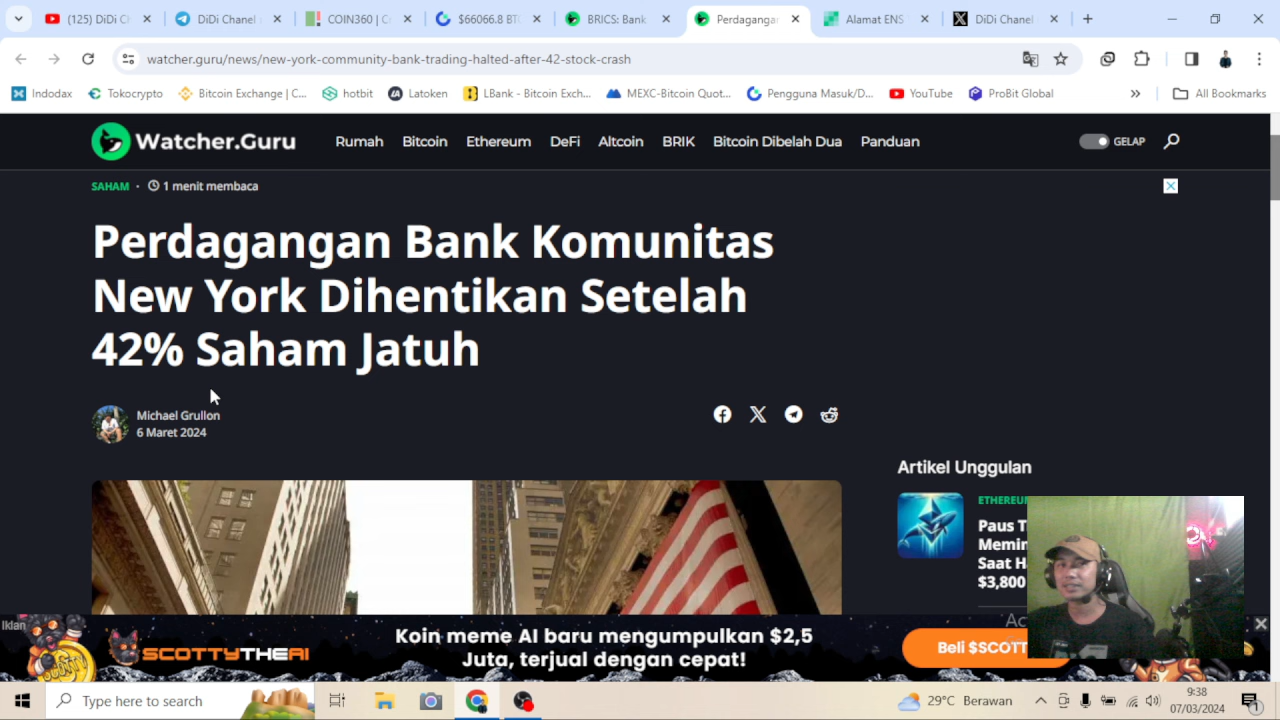 (125) DiDi C
DiDi Chanel
COIN360 | C
$66066.8 BT
BRICS: Bank
Perdagangan
Alamat ENS
DiDi Chanel
watcher.guru/news/new-york-community-bank-trading-halted-after-42-stock-crash
Indodax
Tokocrypto
Bitcoin Exchange | C...
hotbit
Latoken
LBank - Bitcoin Exch...
MEXC-Bitcoin Quot...
Pengguna Masuk/D...
YouTube
ProBit Global
All Bookmarks
Watcher.Guru
Rumah
Bitcoin
Ethereum
DeFi
Altcoin
BRIK
Bitcoin Dibelah Dua
Panduan
GELAP
SAHAM · 1 menit membaca
Perdagangan Bank Komunitas
New York Dihentikan Setelah
42% Saham Jatuh
Michael Grullon
6 Maret 2024
Artikel Unggulan
ETHEREU
Paus T
Memin
Saat H
$3,800
Iklan
SCOTTYTHEAI
Koin meme AI baru mengumpulkan $2,5
Juta, terjual dengan cepat!
Beli $SCOTT
Type here to search
29°C Berawan
9:38
07/03/2024